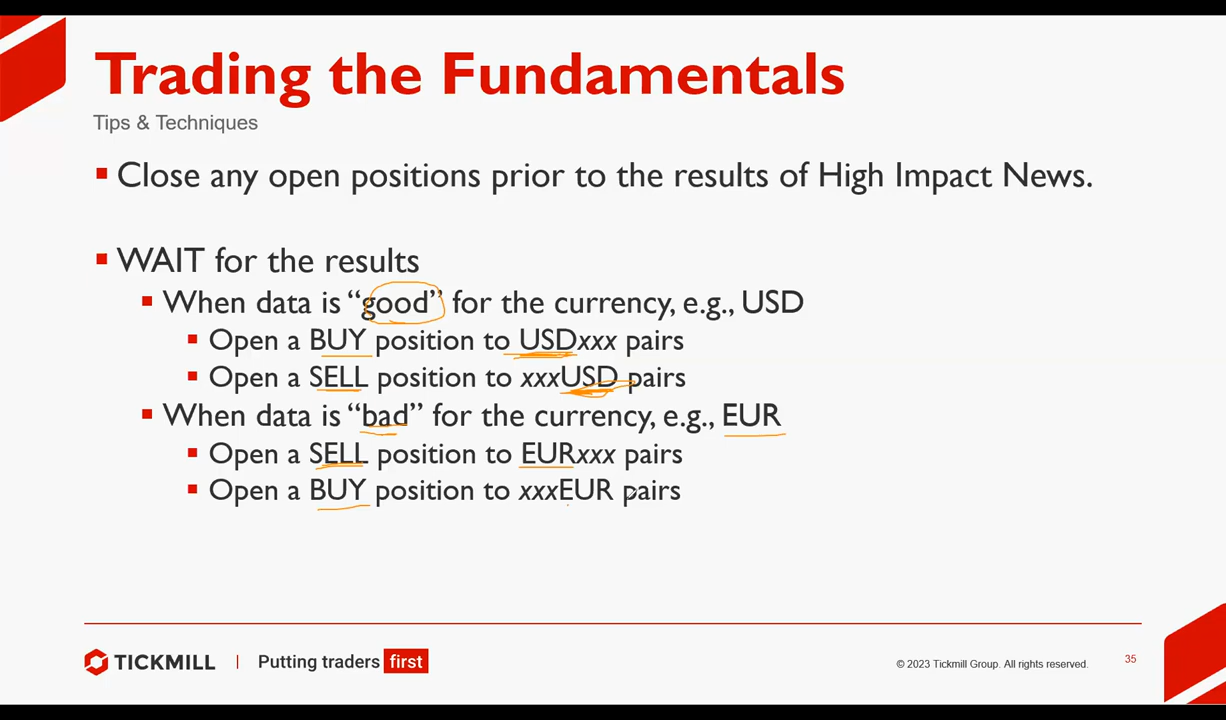 Trading the Fundamentals
Tips & Techniques
Close any open positions prior to the results of High Impact News.
WAIT for the results
When data is “good” for the currency, e.g., USD
Open a BUY position to USDxxx pairs
Open a SELL position to xxxUSD pairs
When data is “bad” for the currency, e.g., EUR
Open a SELL position to EURxxx pairs
Open a BUY position to xxxEUR pairs
TICKMILL | Putting traders first
© 2023 Tickmill Group. All rights reserved.
35